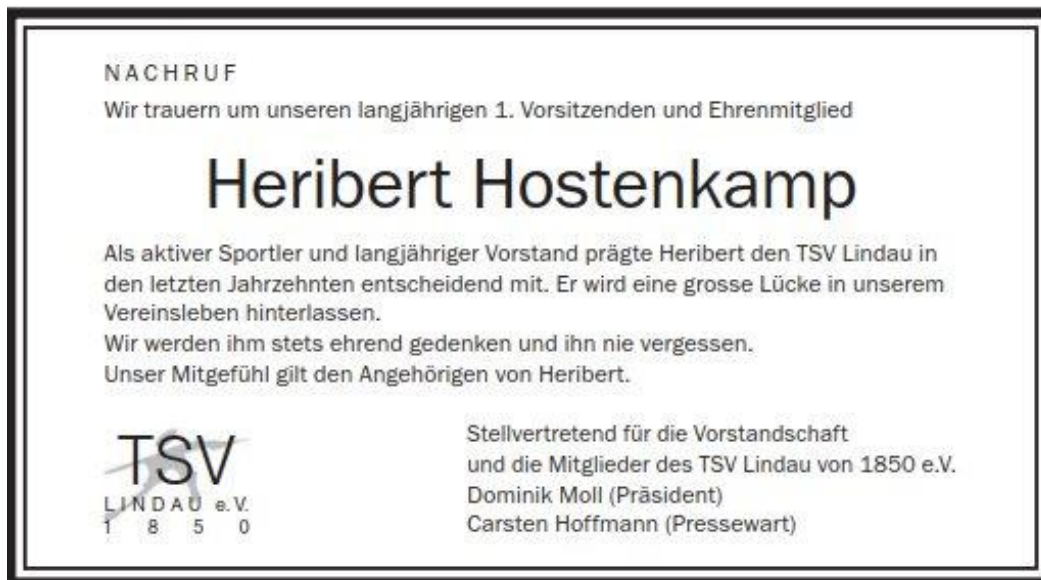 NACHRUF
Wir trauern um unseren langjährigen 1. Vorsitzenden und Ehrenmitglied
Heribert Hostenkamp
Als aktiver Sportler und langjähriger Vorstand prägte Heribert den TSV Lindau in
den letzten Jahrzehnten entscheidend mit. Er wird eine grosse Lücke in unserem
Vereinsleben hinterlassen.
Wir werden ihm stets ehrend gedenken und ihn nie vergessen.
Unser Mitgefühl gilt den Angehörigen von Heribert.
TSV
LINDAU e.V.
1 8 5 0
Stellvertretend für die Vorstandschaft
und die Mitglieder des TSV Lindau von 1850 e.V.
Dominik Moll (Präsident)
Carsten Hoffmann (Pressewart)